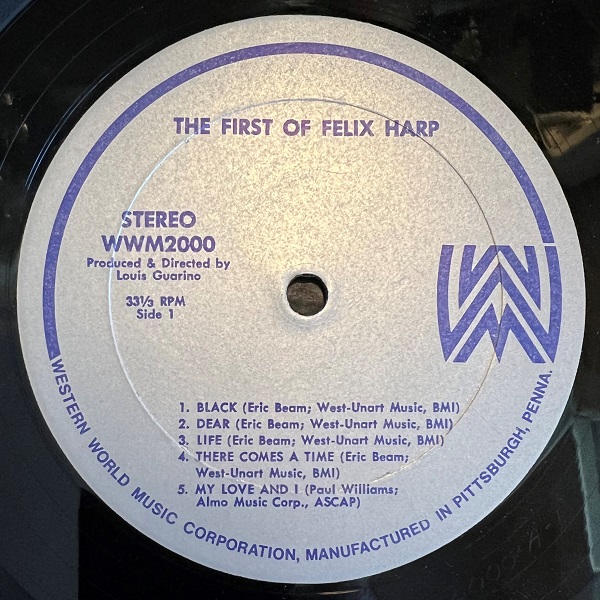 THE FIRST OF FELIX HARP
STEREO
WWM2000
Produced & Directed by
Louis Guarino
33⅓ RPM
Side 1
WWM
1. BLACK (Eric Beam; West-Unart Music, BMI)
2. DEAR (Eric Beam; West-Unart Music, BMI)
3. LIFE (Eric Beam; West-Unart Music, BMI)
4. THERE COMES A TIME (Eric Beam;
West-Unart Music, BMI)
5. MY LOVE AND I (Paul Williams;
Almo Music Corp., ASCAP)
WESTERN WORLD MUSIC CORPORATION, MANUFACTURED IN PITTSBURGH, PENNA.